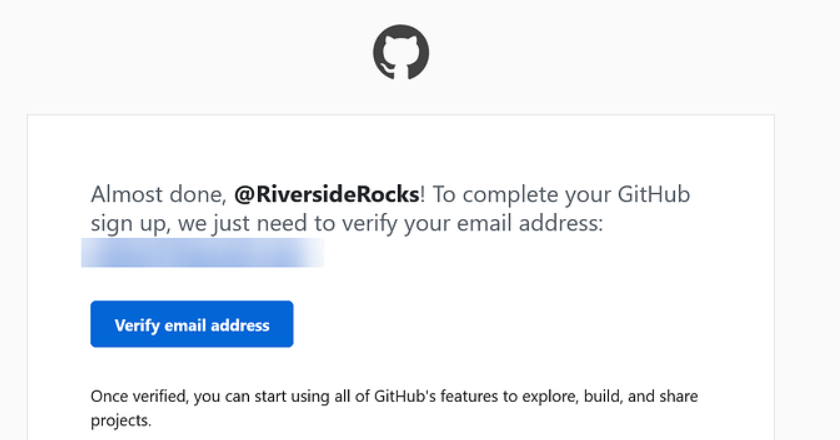 Almost done, @RiversideRocks! To complete your GitHub
sign up, we just need to verify your email address:
Verify email address
Once verified, you can start using all of GitHub's features to explore, build, and share
projects.